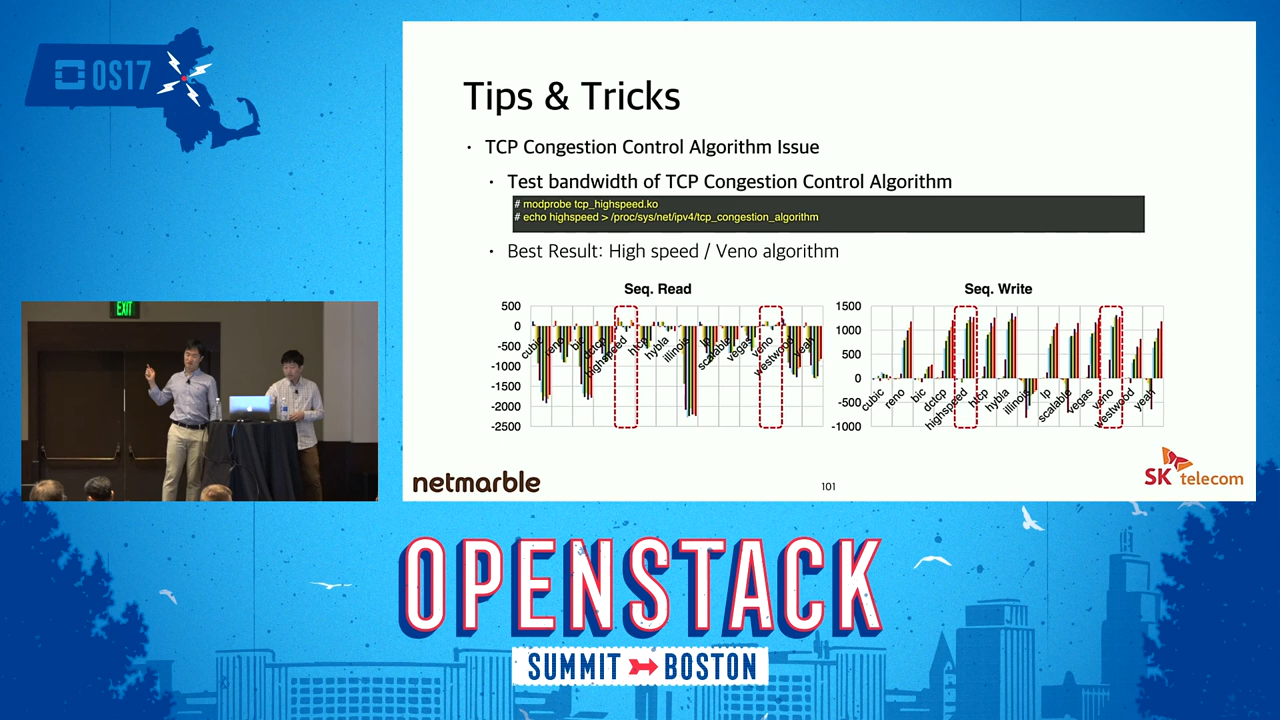 OS17
EXIT
Tips & Tricks
• TCP Congestion Control Algorithm Issue
• Test bandwidth of TCP Congestion Control Algorithm
# modprobe tcp_highspeed.ko
# echo highspeed > /proc/sys/net/ipv4/tcp_congestion_algorithm
• Best Result: High speed / Veno algorithm
Seq. Read
500
0
-500
-1000
-1500
-2000
-2500
cubic
reno
bic
dctcp
highspeed
htcp
hybla
illinois
lp
scalable
vegas
veno
westwood
yeah
Seq. Write
1500
1000
500
0
-500
-1000
cubic
reno
bic
dctcp
highspeed
htcp
hybla
illinois
lp
scalable
vegas
veno
westwood
yeah
netmarble
101
SK telecom
OPENSTACK
SUMMIT BOSTON